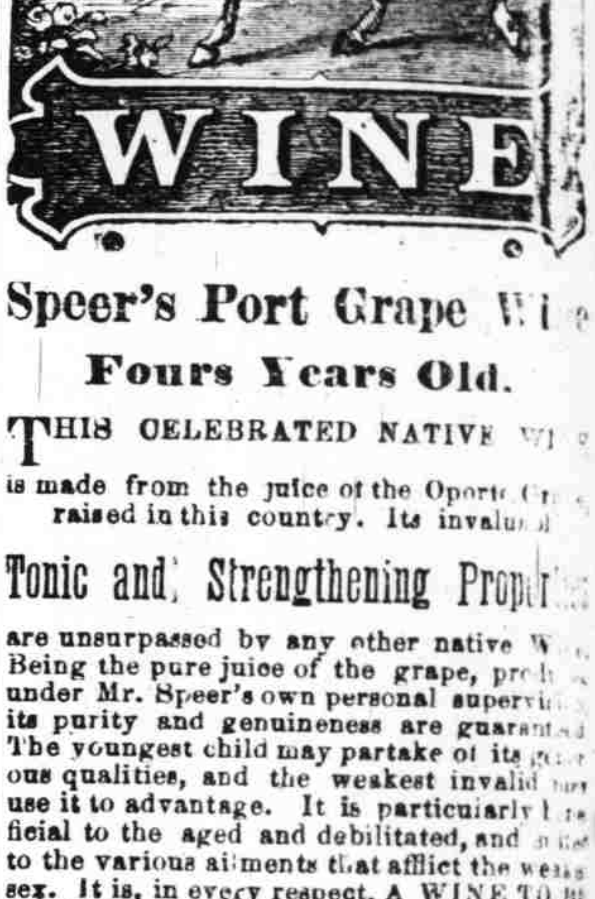 WINE
Speer's Port Grape Wine
Fours Years Old.
THIS CELEBRATED NATIVE
is made from the juice of the Oporto
raised in this country. Its
Tonic and Strengthening
are unsurpassed by any other native
Being the pure juice of the grape,
under Mr. Speer's own personal
its purity and genuineness are
The youngest child may partake of its
ous qualities, and the weakest invalid
use it to advantage. It is particularly
ficial to the aged and debilitated, and
to the various ailments that afflict the
sex. It is, in every respect, A WINE TO